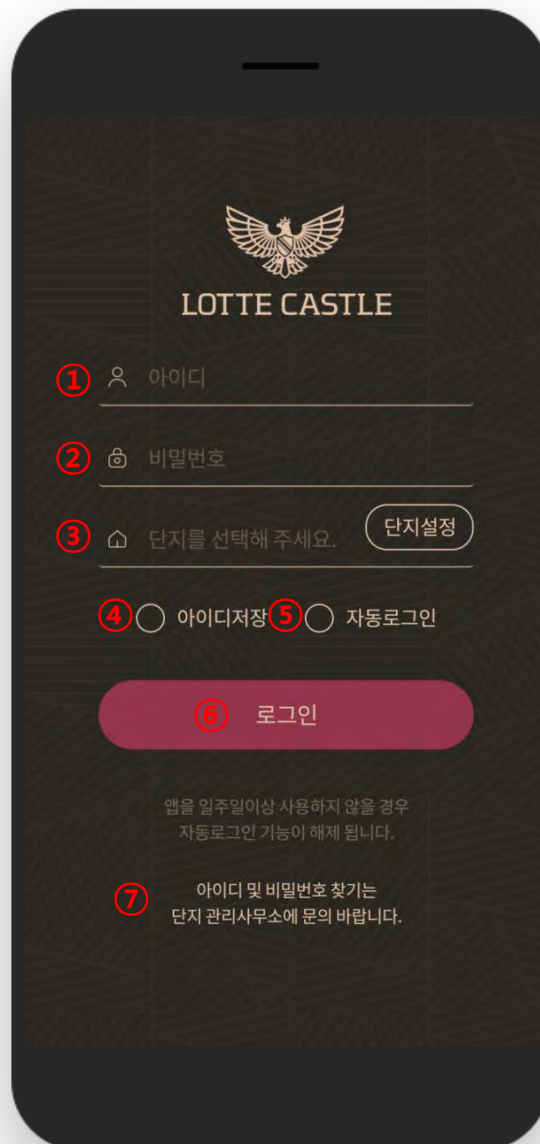 LOTTE CASTLE
① 아이디
② 비밀번호
③ 단지를 선택해 주세요. 단지설정
④ 아이디저장 ⑤ 자동로그인
⑥ 로그인
앱을 일주일이상 사용하지 않을 경우
자동로그인 기능이 해제 됩니다.
⑦ 아이디 및 비밀번호 찾기는
단지 관리사무소에 문의 바랍니다.